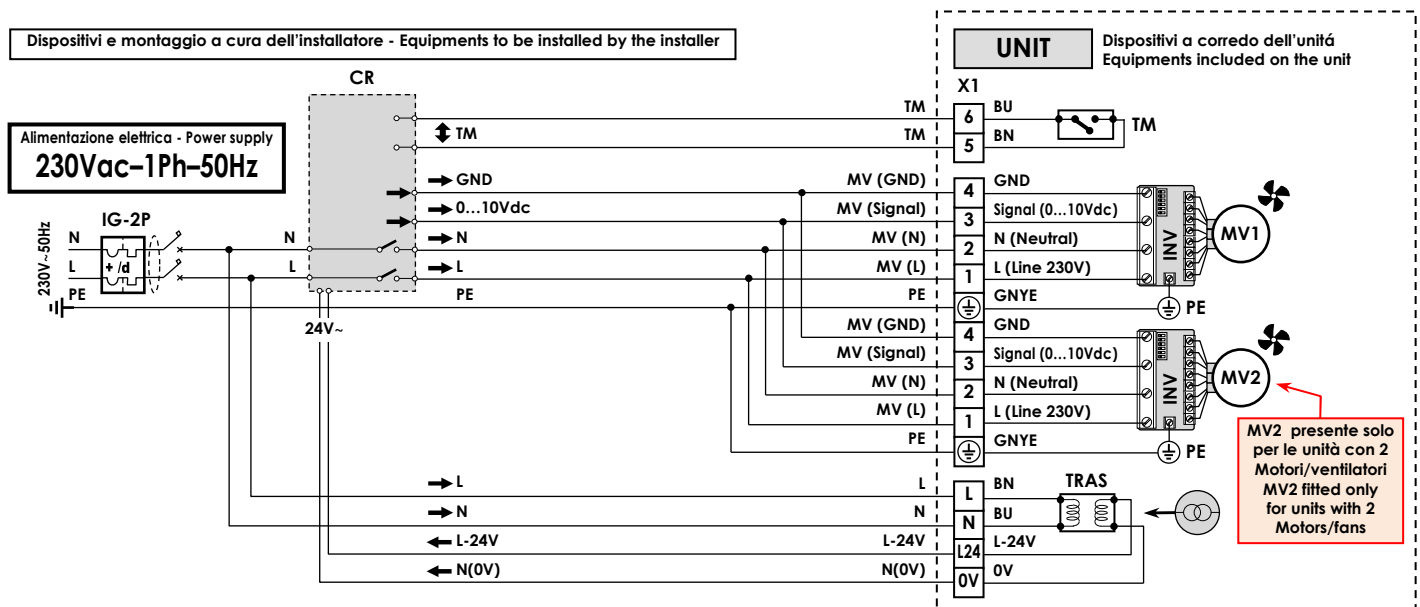 Dispositivi e montaggio a cura dell'installatore - Equipments to be installed by the installer
UNIT
Dispositivi a corredo dell'unitá
Equipments included on the unit
CR
X1
Alimentazione elettrica - Power supply
230Vac–1Ph–50Hz
TM
6
BU
TM
TM
5
BN
TM
GND
MV (GND)
4
GND
0...10Vdc
MV (Signal)
3
Signal (0...10Vdc)
IG-2P
N
N
N
MV (N)
2
N (Neutral)
L
L
L
MV (L)
1
L (Line 230V)
+ /d
230V~50Hz
INV
MV1
PE
PE
PE
GNYE
PE
24V~
MV (GND)
4
GND
MV (Signal)
3
Signal (0...10Vdc)
MV (N)
2
N (Neutral)
MV (L)
1
L (Line 230V)
INV
MV2
PE
GNYE
PE
MV2 presente solo
per le unità con 2
Motori/ventilatori
MV2 fitted only
for units with 2
Motors/fans
L
L
L
BN
TRAS
N
N
N
BU
L-24V
L-24V
L24
L-24V
N(0V)
N(0V)
0V
0V